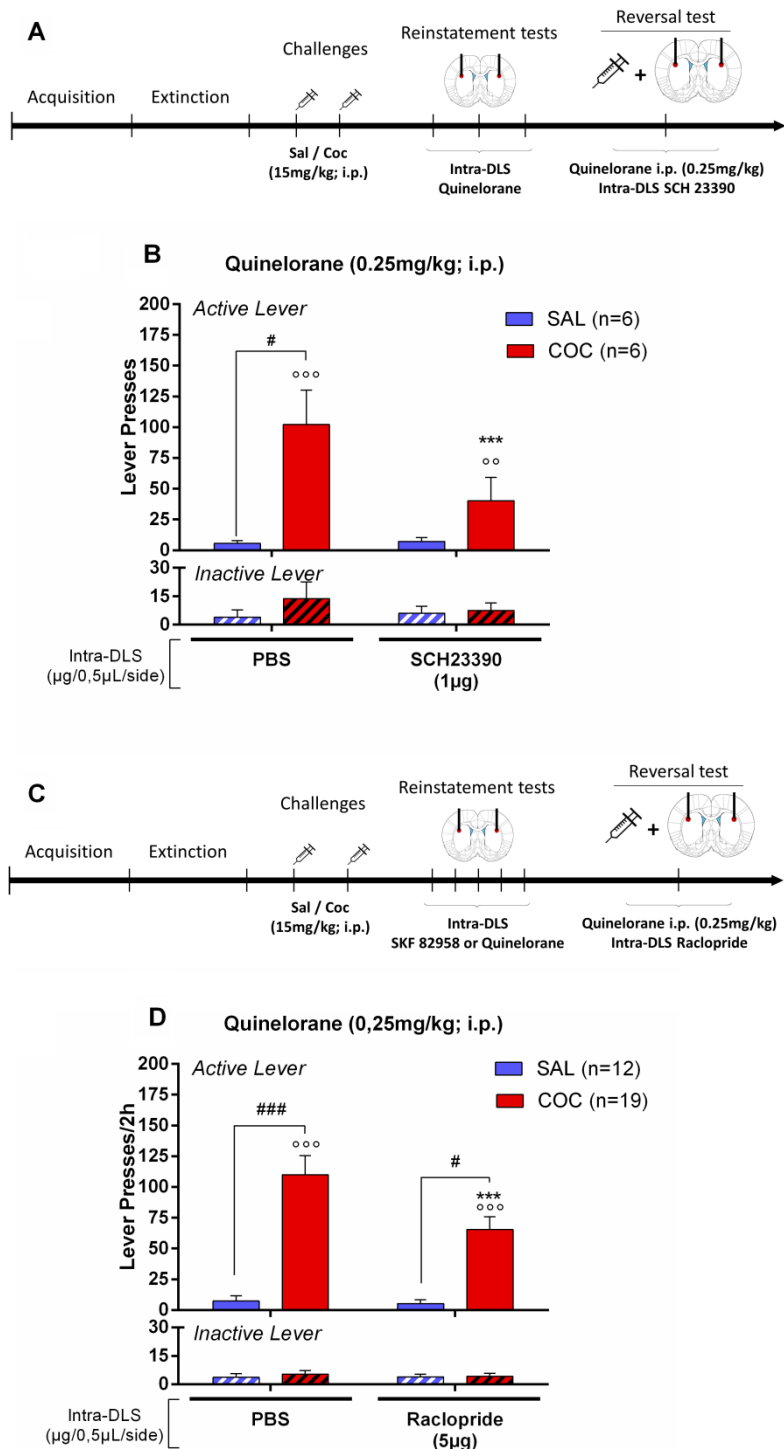 A
Challenges
Reinstatement tests
Reversal test
Acquisition
Extinction
+
Sal / Coc
(15mg/kg; i.p.)
Intra-DLS
Quinelorane
Quinelorane i.p. (0.25mg/kg)
Intra-DLS SCH 23390
B
Quinelorane (0.25mg/kg; i.p.)
Active Lever
SAL (n=6)
COC (n=6)
Lever Presses
200
175
150
125
100
75
50
25
0
#
°°°
***
°°
Inactive Lever
30
15
0
Intra-DLS
(µg/0,5µL/side)
PBS
SCH23390
(1µg)
C
Challenges
Reinstatement tests
Reversal test
Acquisition
Extinction
+
Sal / Coc
(15mg/kg; i.p.)
Intra-DLS
SKF 82958 or Quinelorane
Quinelorane i.p. (0.25mg/kg)
Intra-DLS Raclopride
D
Quinelorane (0,25mg/kg; i.p.)
Active Lever
SAL (n=12)
COC (n=19)
Lever Presses/2h
200
175
150
125
100
75
50
25
0
###
°°°
#
***
°°°
Inactive Lever
30
15
0
Intra-DLS
(µg/0,5µL/side)
PBS
Raclopride
(5µg)